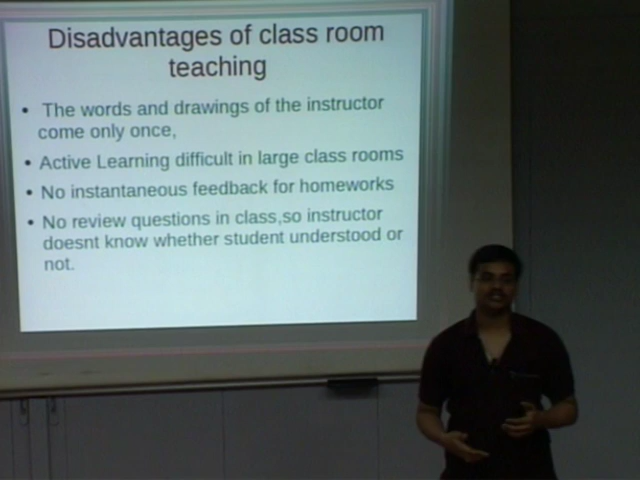 Disadvantages of class room
teaching
• The words and drawings of the instructor
come only once,
• Active Learning difficult in large class rooms
• No instantaneous feedback for homeworks
• No review questions in class,so instructor
doesnt know whether student understood or
not.